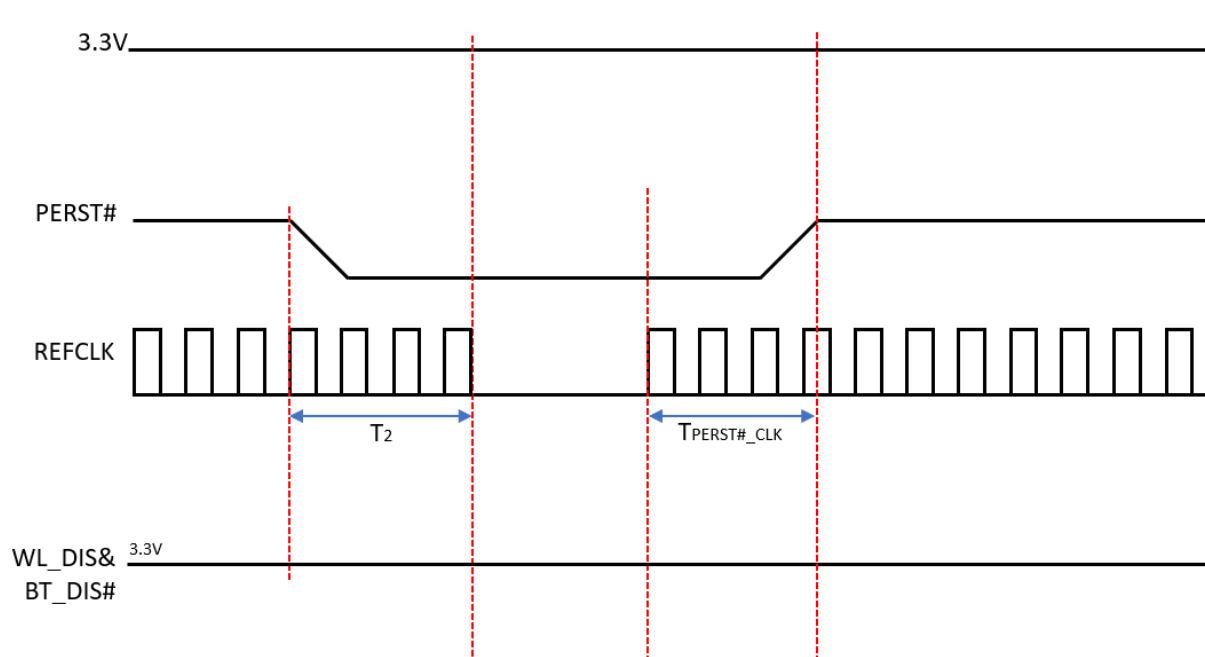 3.3V
PERST#
REFCLK
T2
TPERST#_CLK
3.3V
WL_DIS&
BT_DIS#